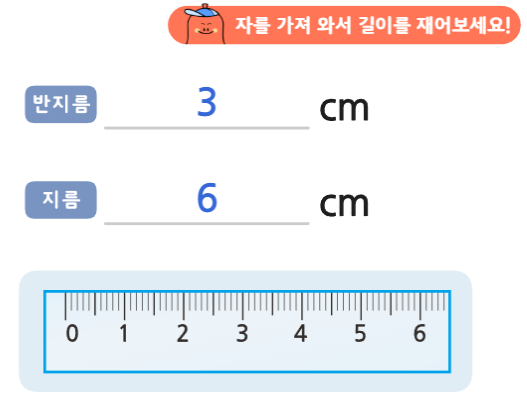 자를 가져 와서 길이를 재어보세요!
반지름 3 cm
지름 6 cm
0 1 2 3 4 5 6